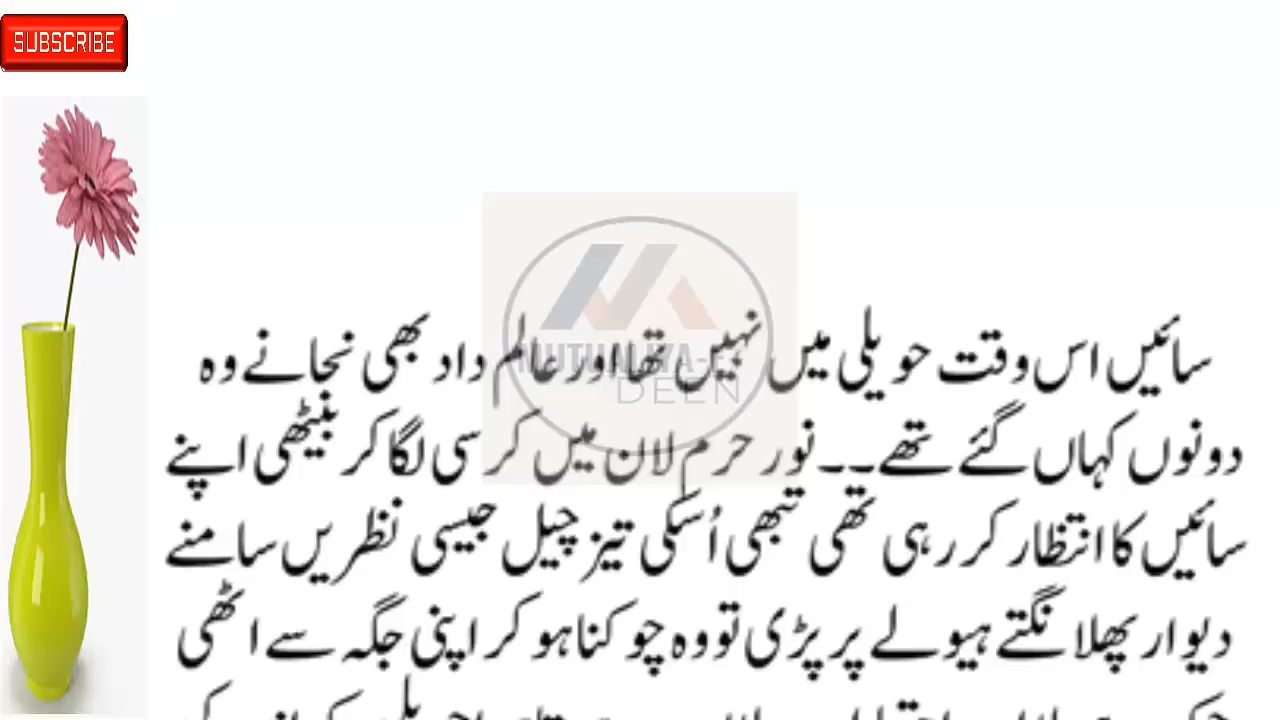 SUBSCRIBE
سائیں اس وقت حویلی میں نہیں تھا اور عالم داد بھی نجانے وہ
دونوں کہاں گئے تھے۔۔نور حرم لان میں کرسی لگا کر بیٹھی اپنے
سائیں کا انتظار کر رہی تھی تبھی اُسکی تیز چیل جیسی نظریں سامنے
دیوار پھلانگتے ہیولے پر پڑی تو وہ چوکنا ہو کر اپنی جگہ سے اٹھی
MUTUALIYA-E-
DEEN